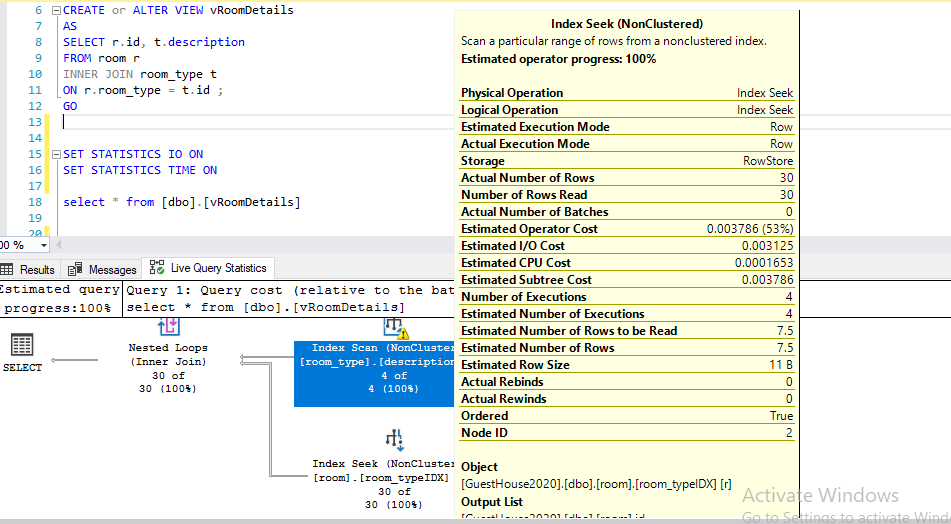 6 CREATE or ALTER VIEW vRoomDetails
7 AS
8 SELECT r.id, t.description
9 FROM room r
10 INNER JOIN room_type t
11 ON r.room_type = t.id ;
12 GO
13
14
15 SET STATISTICS IO ON
16 SET STATISTICS TIME ON
17
18 select * from [dbo].[vRoomDetails]
19
20
00 %
Results Messages Live Query Statistics
Estimated query progress:100%
Query 1: Query cost (relative to the bat
select * from [dbo].[vRoomDetails]
SELECT
Nested Loops
(Inner Join)
30 of
30 (100%)
Index Scan (NonCluster
[room_type].[description
4 of
4 (100%)
Index Seek (NonCluster
[room].[room_typeIDX]
30 of
30 (100%)
Index Seek (NonClustered)
Scan a particular range of rows from a nonclustered index.
Estimated operator progress: 100%
Physical Operation Index Seek
Logical Operation Index Seek
Estimated Execution Mode Row
Actual Execution Mode Row
Storage RowStore
Actual Number of Rows 30
Number of Rows Read 30
Actual Number of Batches 0
Estimated Operator Cost 0.003786 (53%)
Estimated I/O Cost 0.003125
Estimated CPU Cost 0.0001653
Estimated Subtree Cost 0.003786
Number of Executions 4
Estimated Number of Executions 4
Estimated Number of Rows to be Read 7.5
Estimated Number of Rows 7.5
Estimated Row Size 11 B
Actual Rebinds 0
Actual Rewinds 0
Ordered True
Node ID 2
Object
[GuestHouse2020].[dbo].[room].[room_typeIDX] [r]
Output List
Activate Windows
Go to Settings to activate Wind